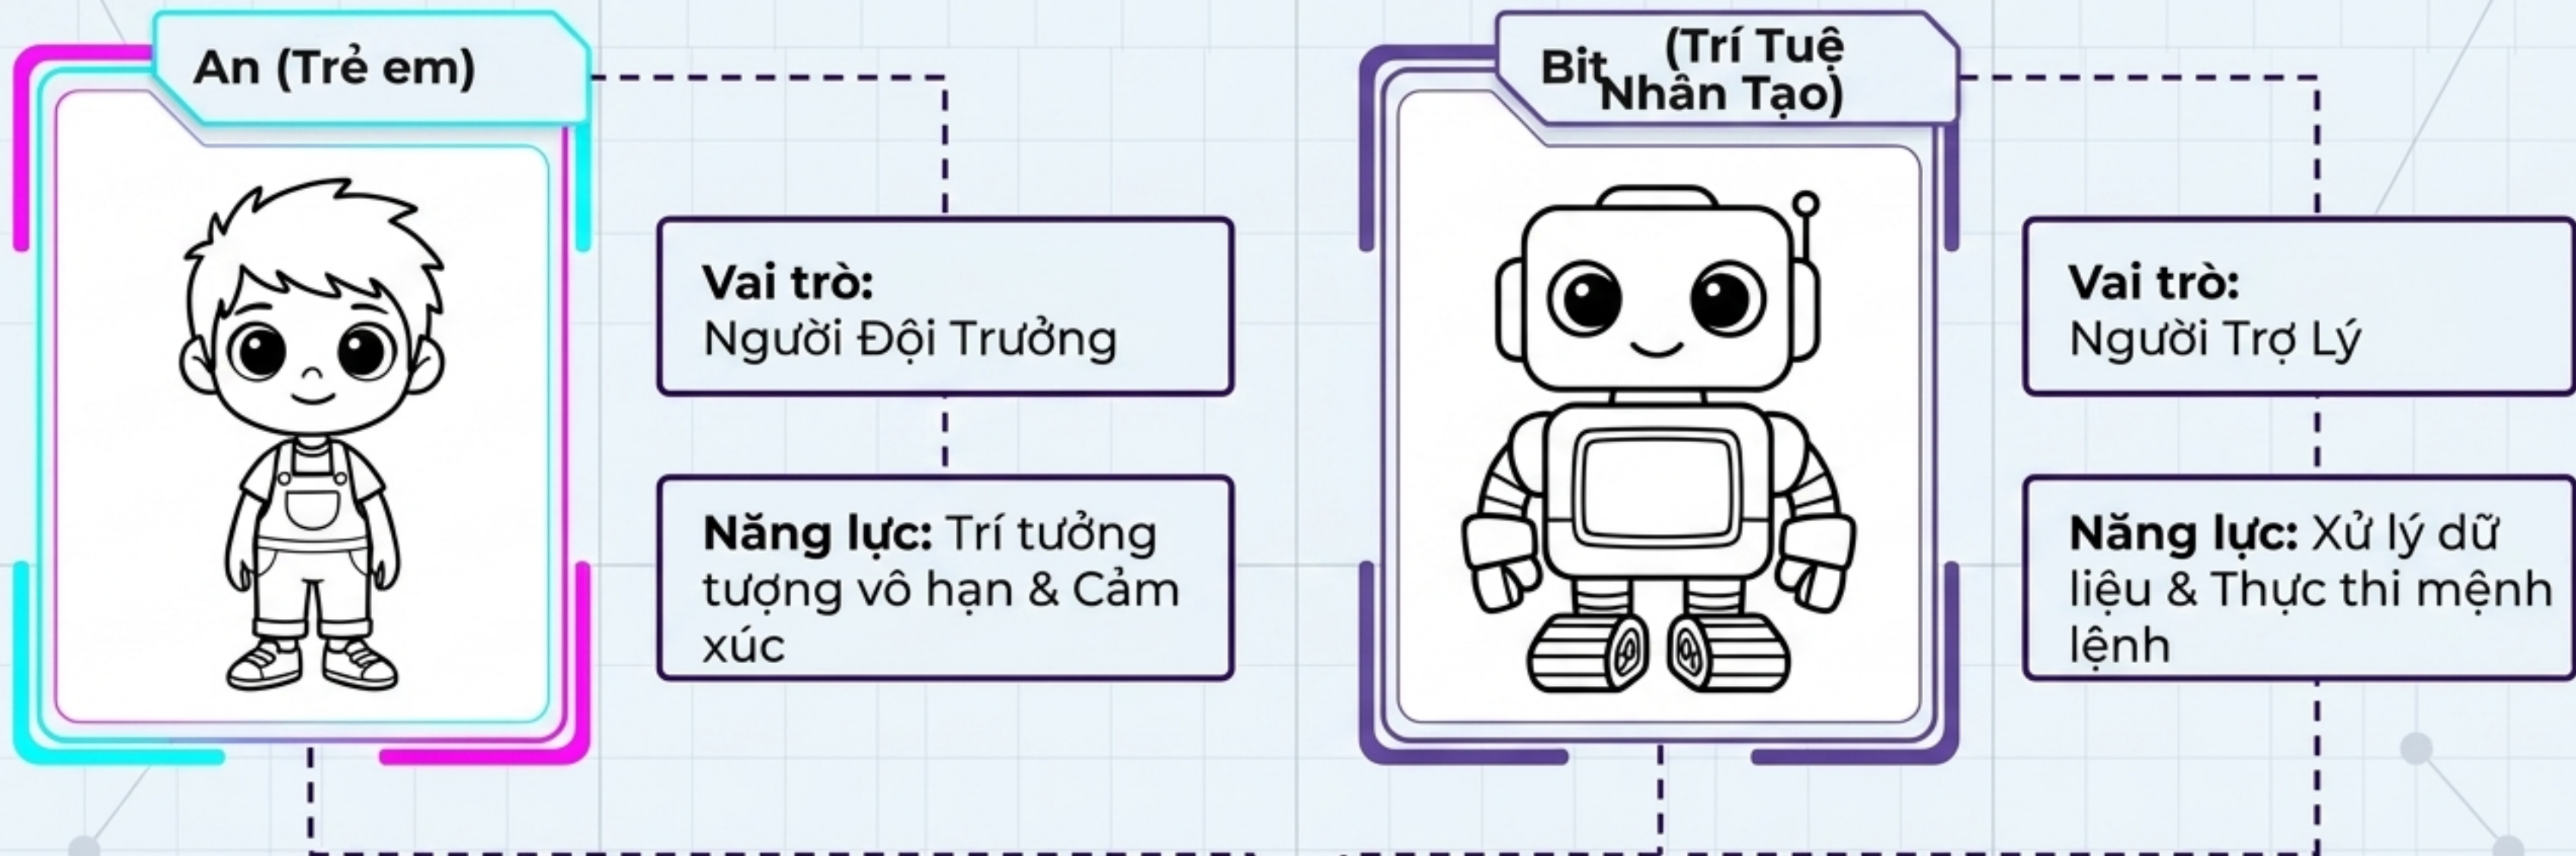 An (Trẻ em)
Vai trò:
Người Đội Trưởng
Năng lực: Trí tưởng
tượng vô hạn & Cảm
xúc
Bit (Trí Tuệ
Nhân Tạo)
Vai trò:
Người Trợ Lý
Năng lực: Xử lý dữ
liệu & Thực thi mệnh
lệnh